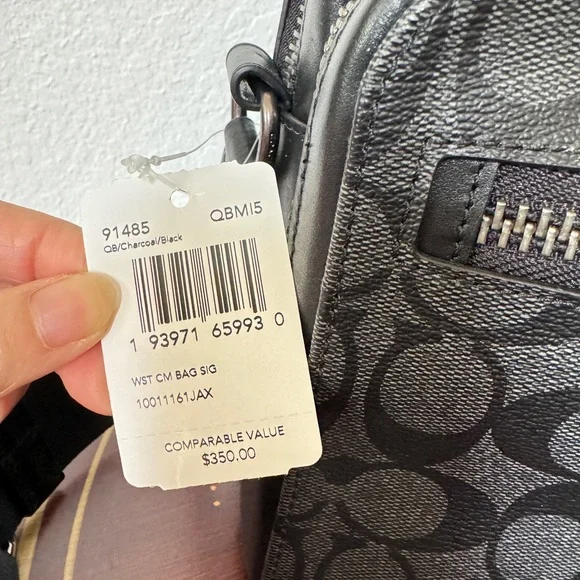 91485 QBMI5
QB/Charcoal/Black
1 93971 65993 0
WST CM BAG SIG
10011161JAX
COMPARABLE VALUE
$350.00